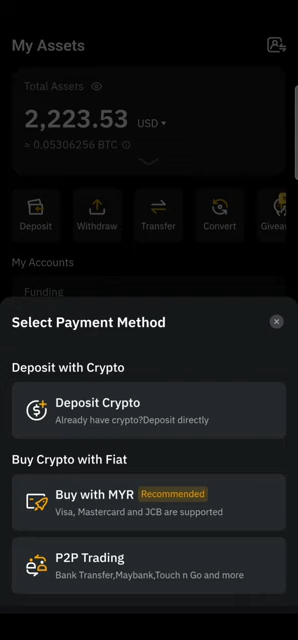 My Assets
Total Assets
2,223.53 USD
≈ 0.05306256 BTC
Deposit
Withdraw
Transfer
Convert
Givea
My Accounts
Funding
Select Payment Method
Deposit with Crypto
Deposit Crypto
Already have crypto?Deposit directly
Buy Crypto with Fiat
Buy with MYR Recommended
Visa, Mastercard and JCB are supported
P2P Trading
Bank Transfer,Maybank,Touch n Go and more